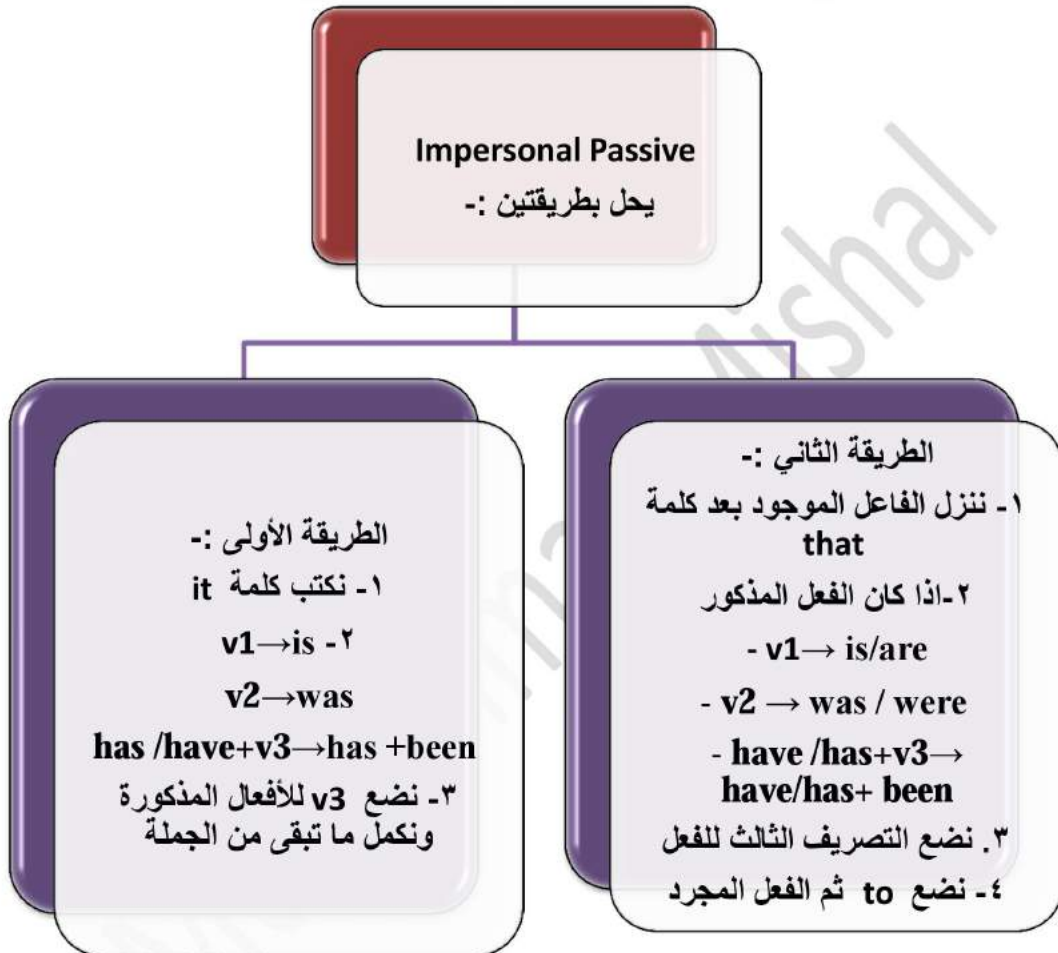 Impersonal Passive
يحل بطريقتين :-
الطريقة الأولى :-
١- نكتب كلمة it
٢- v1→is
v2→was
has /have+v3→has +been
٣- نضع v3 للأفعال المذكورة
ونكمل ما تبقى من الجملة
الطريقة الثاني :-
١- ننزل الفاعل الموجود بعد كلمة
that
٢-اذا كان الفعل المذكور
- v1→ is/are
- v2 → was / were
- have /has+v3→
have/has+ been
٣. نضع التصريف الثالث للفعل
٤- نضع to ثم الفعل المجرد
Mishal